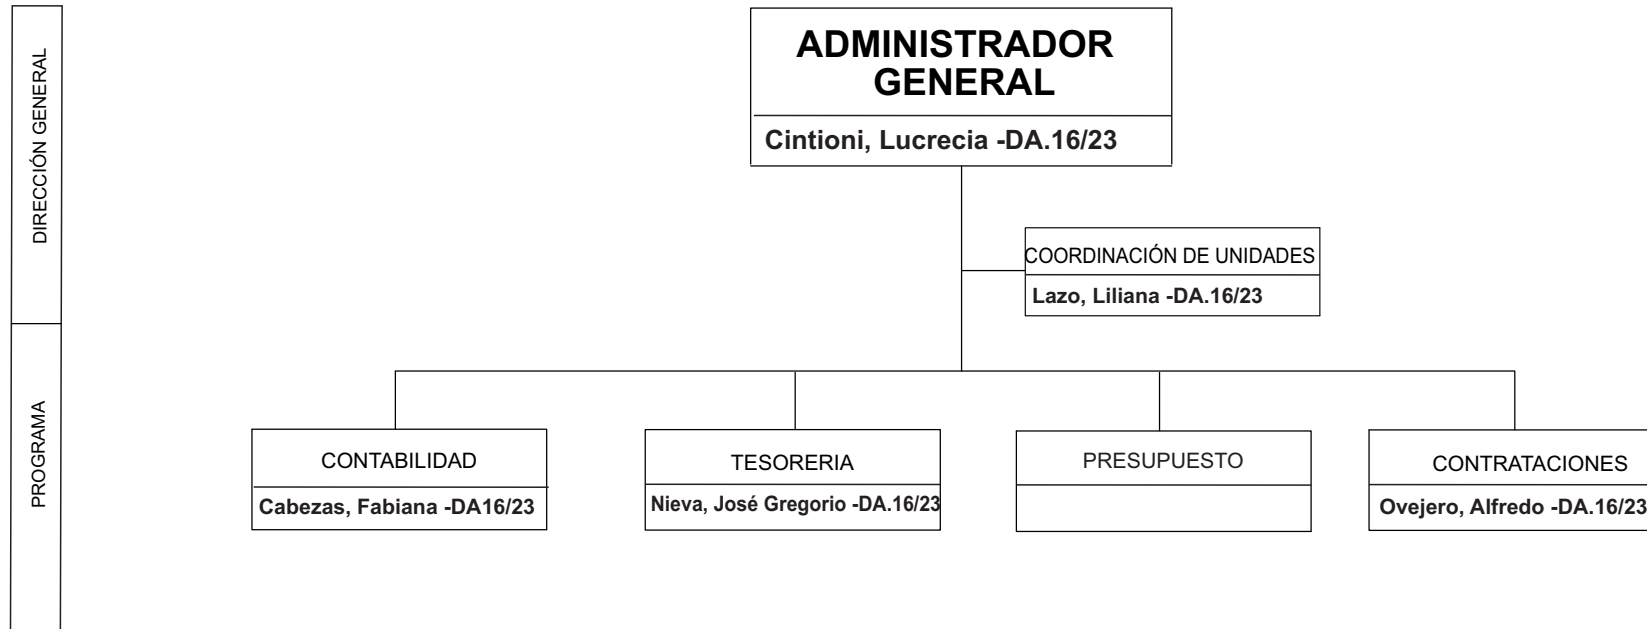 DIRECCIÓN GENERAL
ADMINISTRADOR
GENERAL
Cintioni, Lucrecia -DA.16/23
COORDINACIÓN DE UNIDADES
Lazo, Liliana -DA.16/23
PROGRAMA
CONTABILIDAD
Cabezas, Fabiana -DA16/23
TESORERIA
Nieva, José Gregorio -DA.16/23
PRESUPUESTO
CONTRATACIONES
Ovejero, Alfredo -DA.16/23